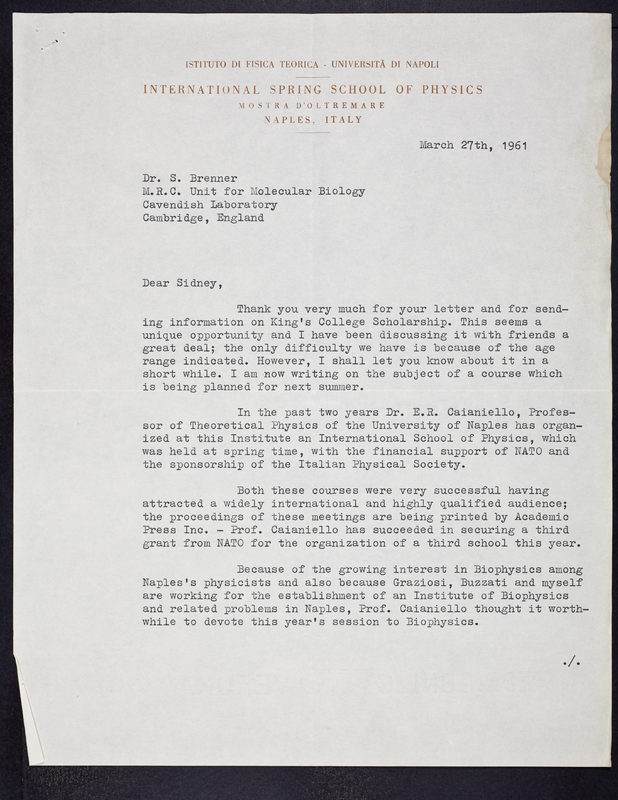 ISTITUTO DI FISICA TEORICA - UNIVERSITÀ DI NAPOLI
INTERNATIONAL SPRING SCHOOL OF PHYSICS
MOSTRA D'OLTREMARE
NAPLES, ITALY
March 27th, 1961
Dr. S. Brenner
M.R.C. Unit for Molecular Biology
Cavendish Laboratory
Cambridge, England
Dear Sidney,
Thank you very much for your letter and for send-
ing information on King's College Scholarship. This seems a
unique opportunity and I have been discussing it with friends a
great deal; the only difficulty we have is because of the age
range indicated. However, I shall let you know about it in a
short while. I am now writing on the subject of a course which
is being planned for next summer.
In the past two years Dr. E.R. Caianiello, Profes-
sor of Theoretical Physics of the University of Naples has organ-
ized at this Institute an International School of Physics, which
was held at spring time, with the financial support of NATO and
the sponsorship of the Italian Physical Society.
Both these courses were very successful having
attracted a widely international and highly qualified audience;
the proceedings of these meetings are being printed by Academic
Press Inc. - Prof. Caianiello has succeeded in securing a third
grant from NATO for the organization of a third school this year.
Because of the growing interest in Biophysics among
Naples's physicists and also because Graziosi, Buzzati and myself
are working for the establishment of an Institute of Biophysics
and related problems in Naples, Prof. Caianiello thought it worth-
while to devote this year's session to Biophysics.
./.